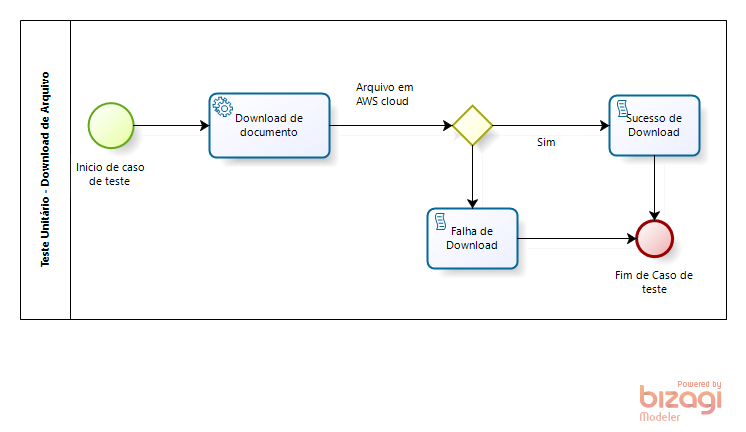 Teste Unitário - Download de Arquivo
Inicio de caso
de teste
Download de
documento
Arquivo em
AWS cloud
Sim
Sucesso de
Download
Falha de
Download
Fim de Caso de
teste
Powered by
bizagi
Modeler